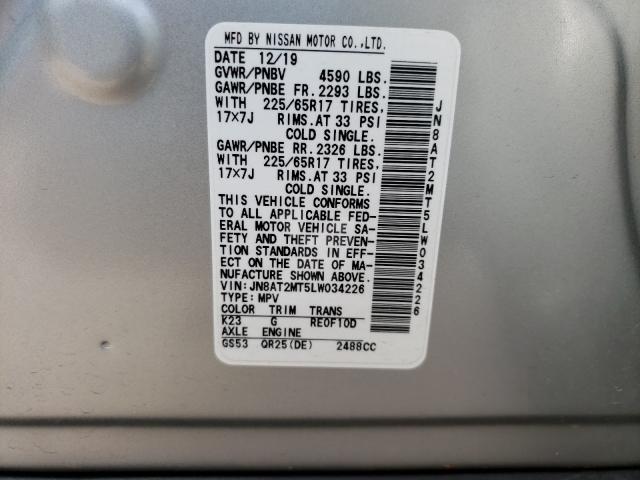 MFD BY NISSAN MOTOR CO.,LTD.
DATE 12/19
GVWR/PNBV 4590 LBS.
GAWR/PNBE FR. 2293 LBS.
WITH 225/65R17 TIRES,
17×7J RIMS. AT 33 PSI
COLD SINGLE.
GAWR/PNBE RR. 2326 LBS.
WITH 225/65R17 TIRES,
17×7J RIMS. AT 33 PSI
COLD SINGLE.
THIS VEHICLE CONFORMS
TO ALL APPLICABLE FED-
ERAL MOTOR VEHICLE SA-
FETY AND THEFT PREVEN-
TION STANDARDS IN EFF-
ECT ON THE DATE OF MA-
NUFACTURE SHOWN ABOVE.
VIN: JN8AT2MT5LW034226
TYPE: MPV
COLOR TRIM TRANS
K23 G RE0F10D
AXLE ENGINE
GS53 QR25(DE) 2488CC
JN8AT2MT5LW034226